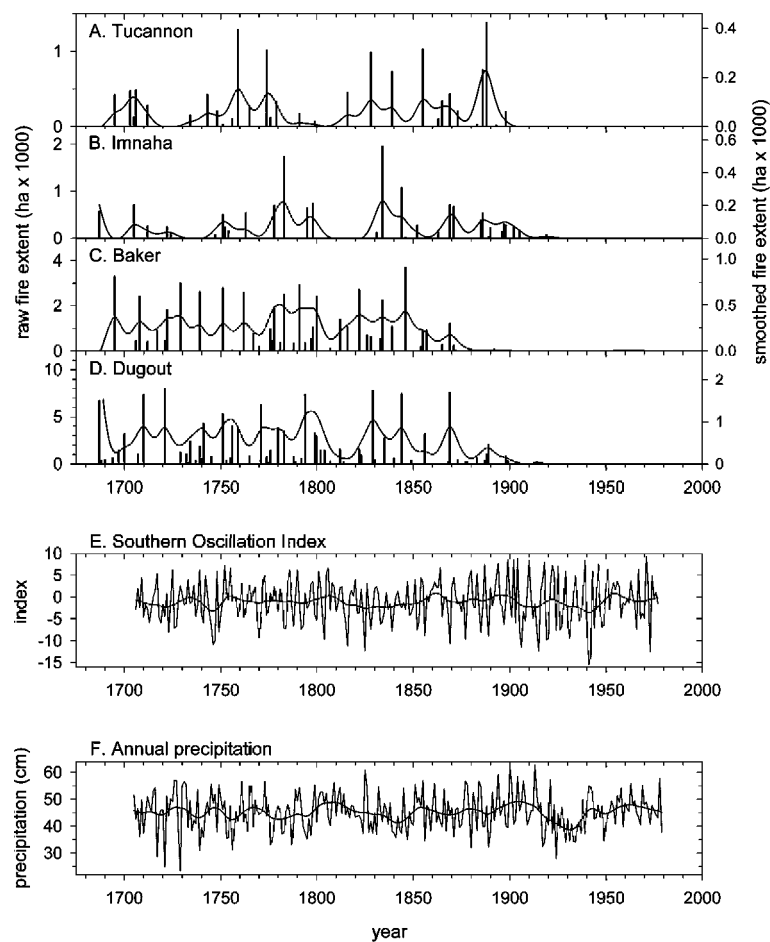 A. Tucannon
1
0
0.4
0.2
0.0
B. Imnaha
2
1
0
0.6
0.4
0.2
0.0
C. Baker
4
2
0
1.0
0.5
0.0
D. Dugout
10
5
0
2
1
0
raw fire extent (ha x 1000)
smoothed fire extent (ha x 1000)
1700 1750 1800 1850 1900 1950 2000
E. Southern Oscillation Index
10
5
0
-5
-10
-15
index
1700 1750 1800 1850 1900 1950 2000
F. Annual precipitation
60
50
40
30
precipitation (cm)
1700 1750 1800 1850 1900 1950 2000
year